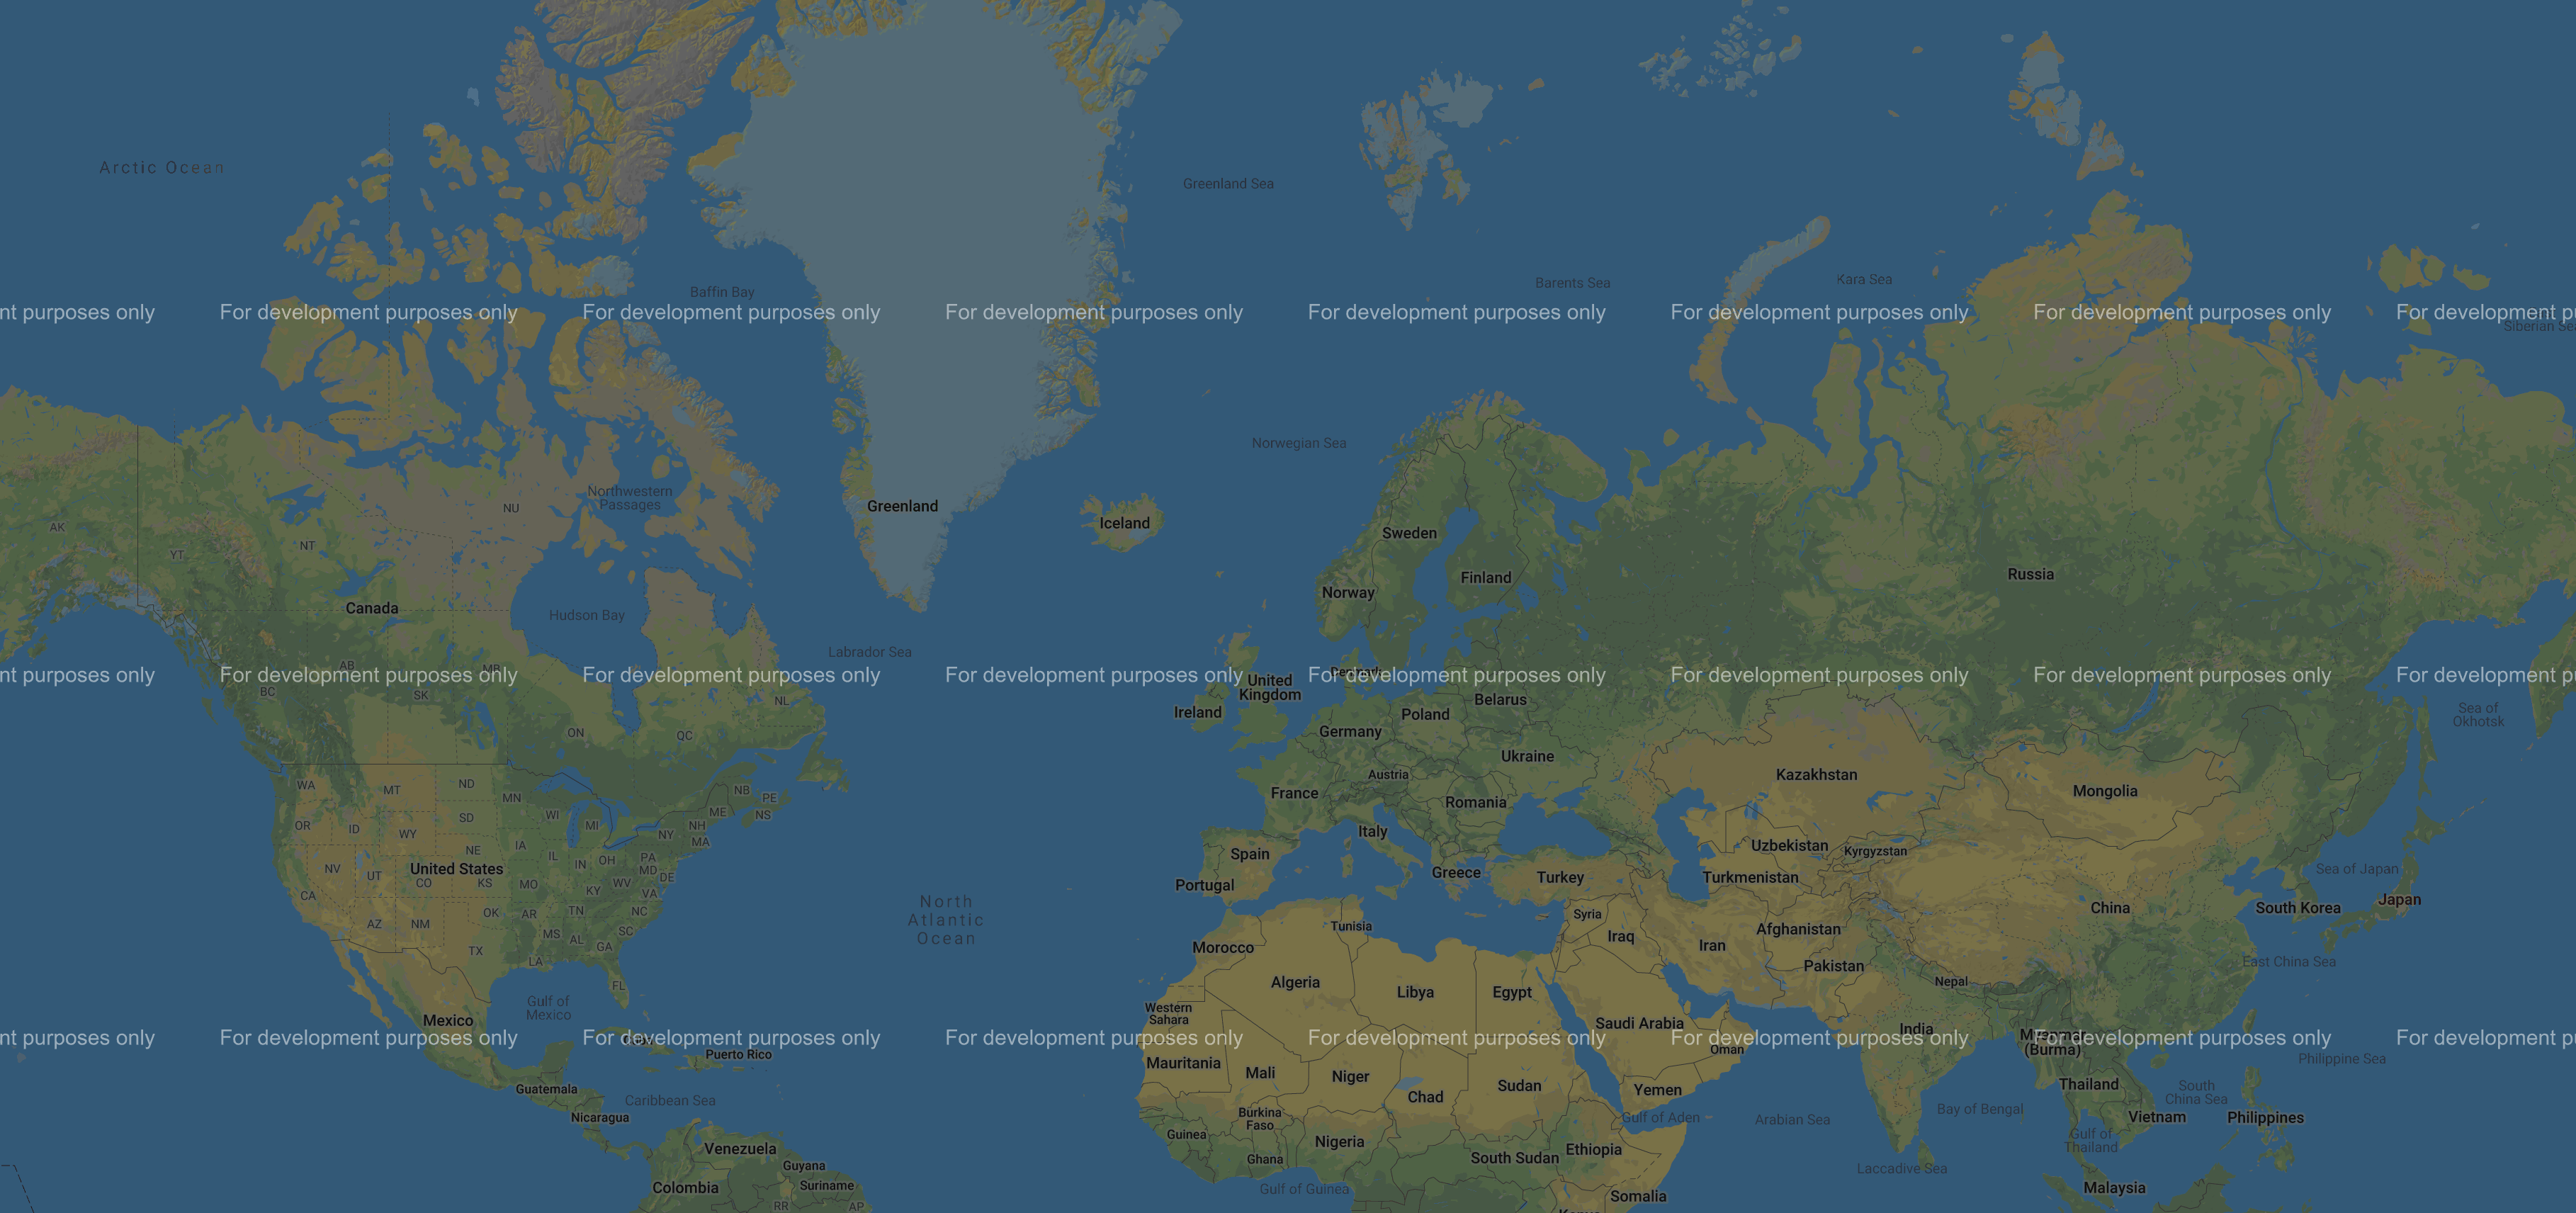 Arctic Ocean
Greenland Sea
Baffin Bay
Barents Sea
Kara Sea
nt purposes only
For development purposes only
For development purposes only
For development purposes only
For development purposes only
For development purposes only
For development purposes only
For development p
Siberian Se
Norwegian Sea
Northwestern
Passages
NU
Greenland
Iceland
AK
YT
NT
Sweden
Finland
Norway
Russia
Canada
Hudson Bay
Labrador Sea
nt purposes only
For development purposes only
For development purposes only
For development purposes only
For development purposes only
For development purposes only
For development purposes only
For development p
AB
MB
BC
SK
NL
Denmark
United
Kingdom
Ireland
Belarus
Poland
Germany
Sea of
Okhotsk
ON
QC
Ukraine
Austria
Kazakhstan
Mongolia
France
Romania
WA
MT
ND
MN
NB
PE
NS
ME
OR
ID
WY
SD
WI
MI
NH
NY
MA
Italy
Spain
Portugal
Greece
Turkey
Uzbekistan
Kyrgyzstan
Turkmenistan
NV
UT
NE
United States
CO
KS
IA
IL
IN
OH
PA
MD
DE
CA
MO
KY
WV
VA
Sea of Japan
Japan
South Korea
China
AZ
NM
OK
AR
TN
NC
North
Atlantic
Ocean
Tunisia
Syria
Iraq
Iran
Afghanistan
Morocco
TX
MS
AL
GA
SC
LA
Pakistan
East China Sea
Algeria
Libya
Egypt
Nepal
FL
Gulf of
Mexico
Mexico
Western
Sahara
Saudi Arabia
India
nt purposes only
For development purposes only
For development purposes only
For development purposes only
For development purposes only
For development purposes only
For development purposes only
For development p
Myanmar
(Burma)
Puerto Rico
Oman
Philippine Sea
Mauritania
Mali
Niger
Chad
Sudan
Yemen
Guatemala
Caribbean Sea
Nicaragua
Thailand
South
China Sea
Vietnam
Philippines
Burkina
Faso
Gulf of Aden
Arabian Sea
Bay of Bengal
Guinea
Nigeria
Ghana
Ethiopia
South Sudan
Gulf of
Thailand
Venezuela
Guyana
Suriname
Colombia
Gulf of Guinea
Somalia
Laccadive Sea
Malaysia
RR
AP